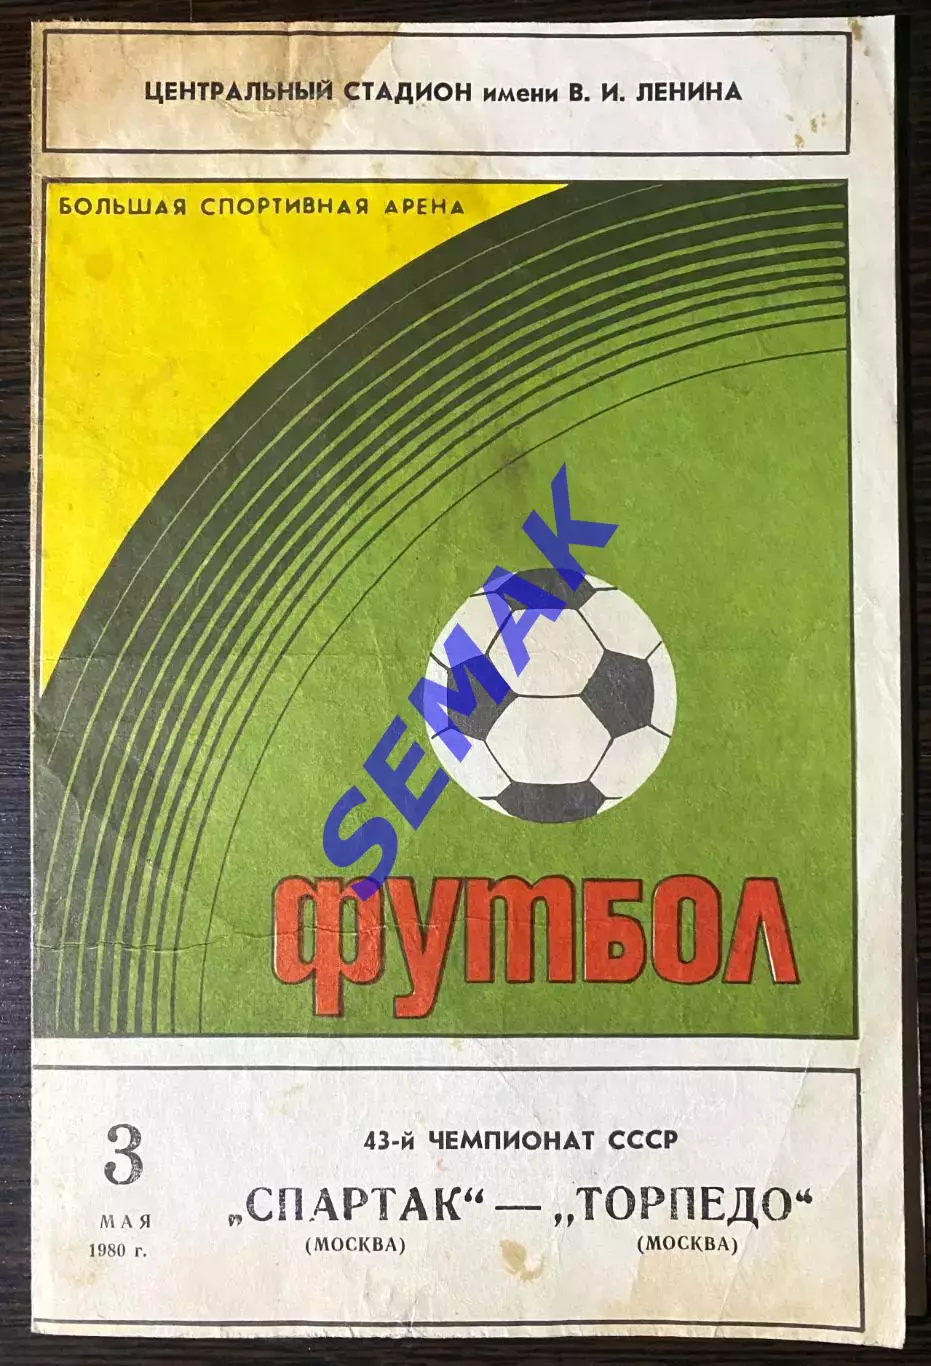 ЦЕНТРАЛЬНЫЙ СТАДИОН имени В. И. ЛЕНИНА
БОЛЬШАЯ СПОРТИВНАЯ АРЕНА
SEMAK
ФУТБОЛ
3
МАЯ
1980 г.
43-й ЧЕМПИОНАТ СССР
„СПАРТАК“ — „ТОРПЕДО“
(МОСКВА) (МОСКВА)